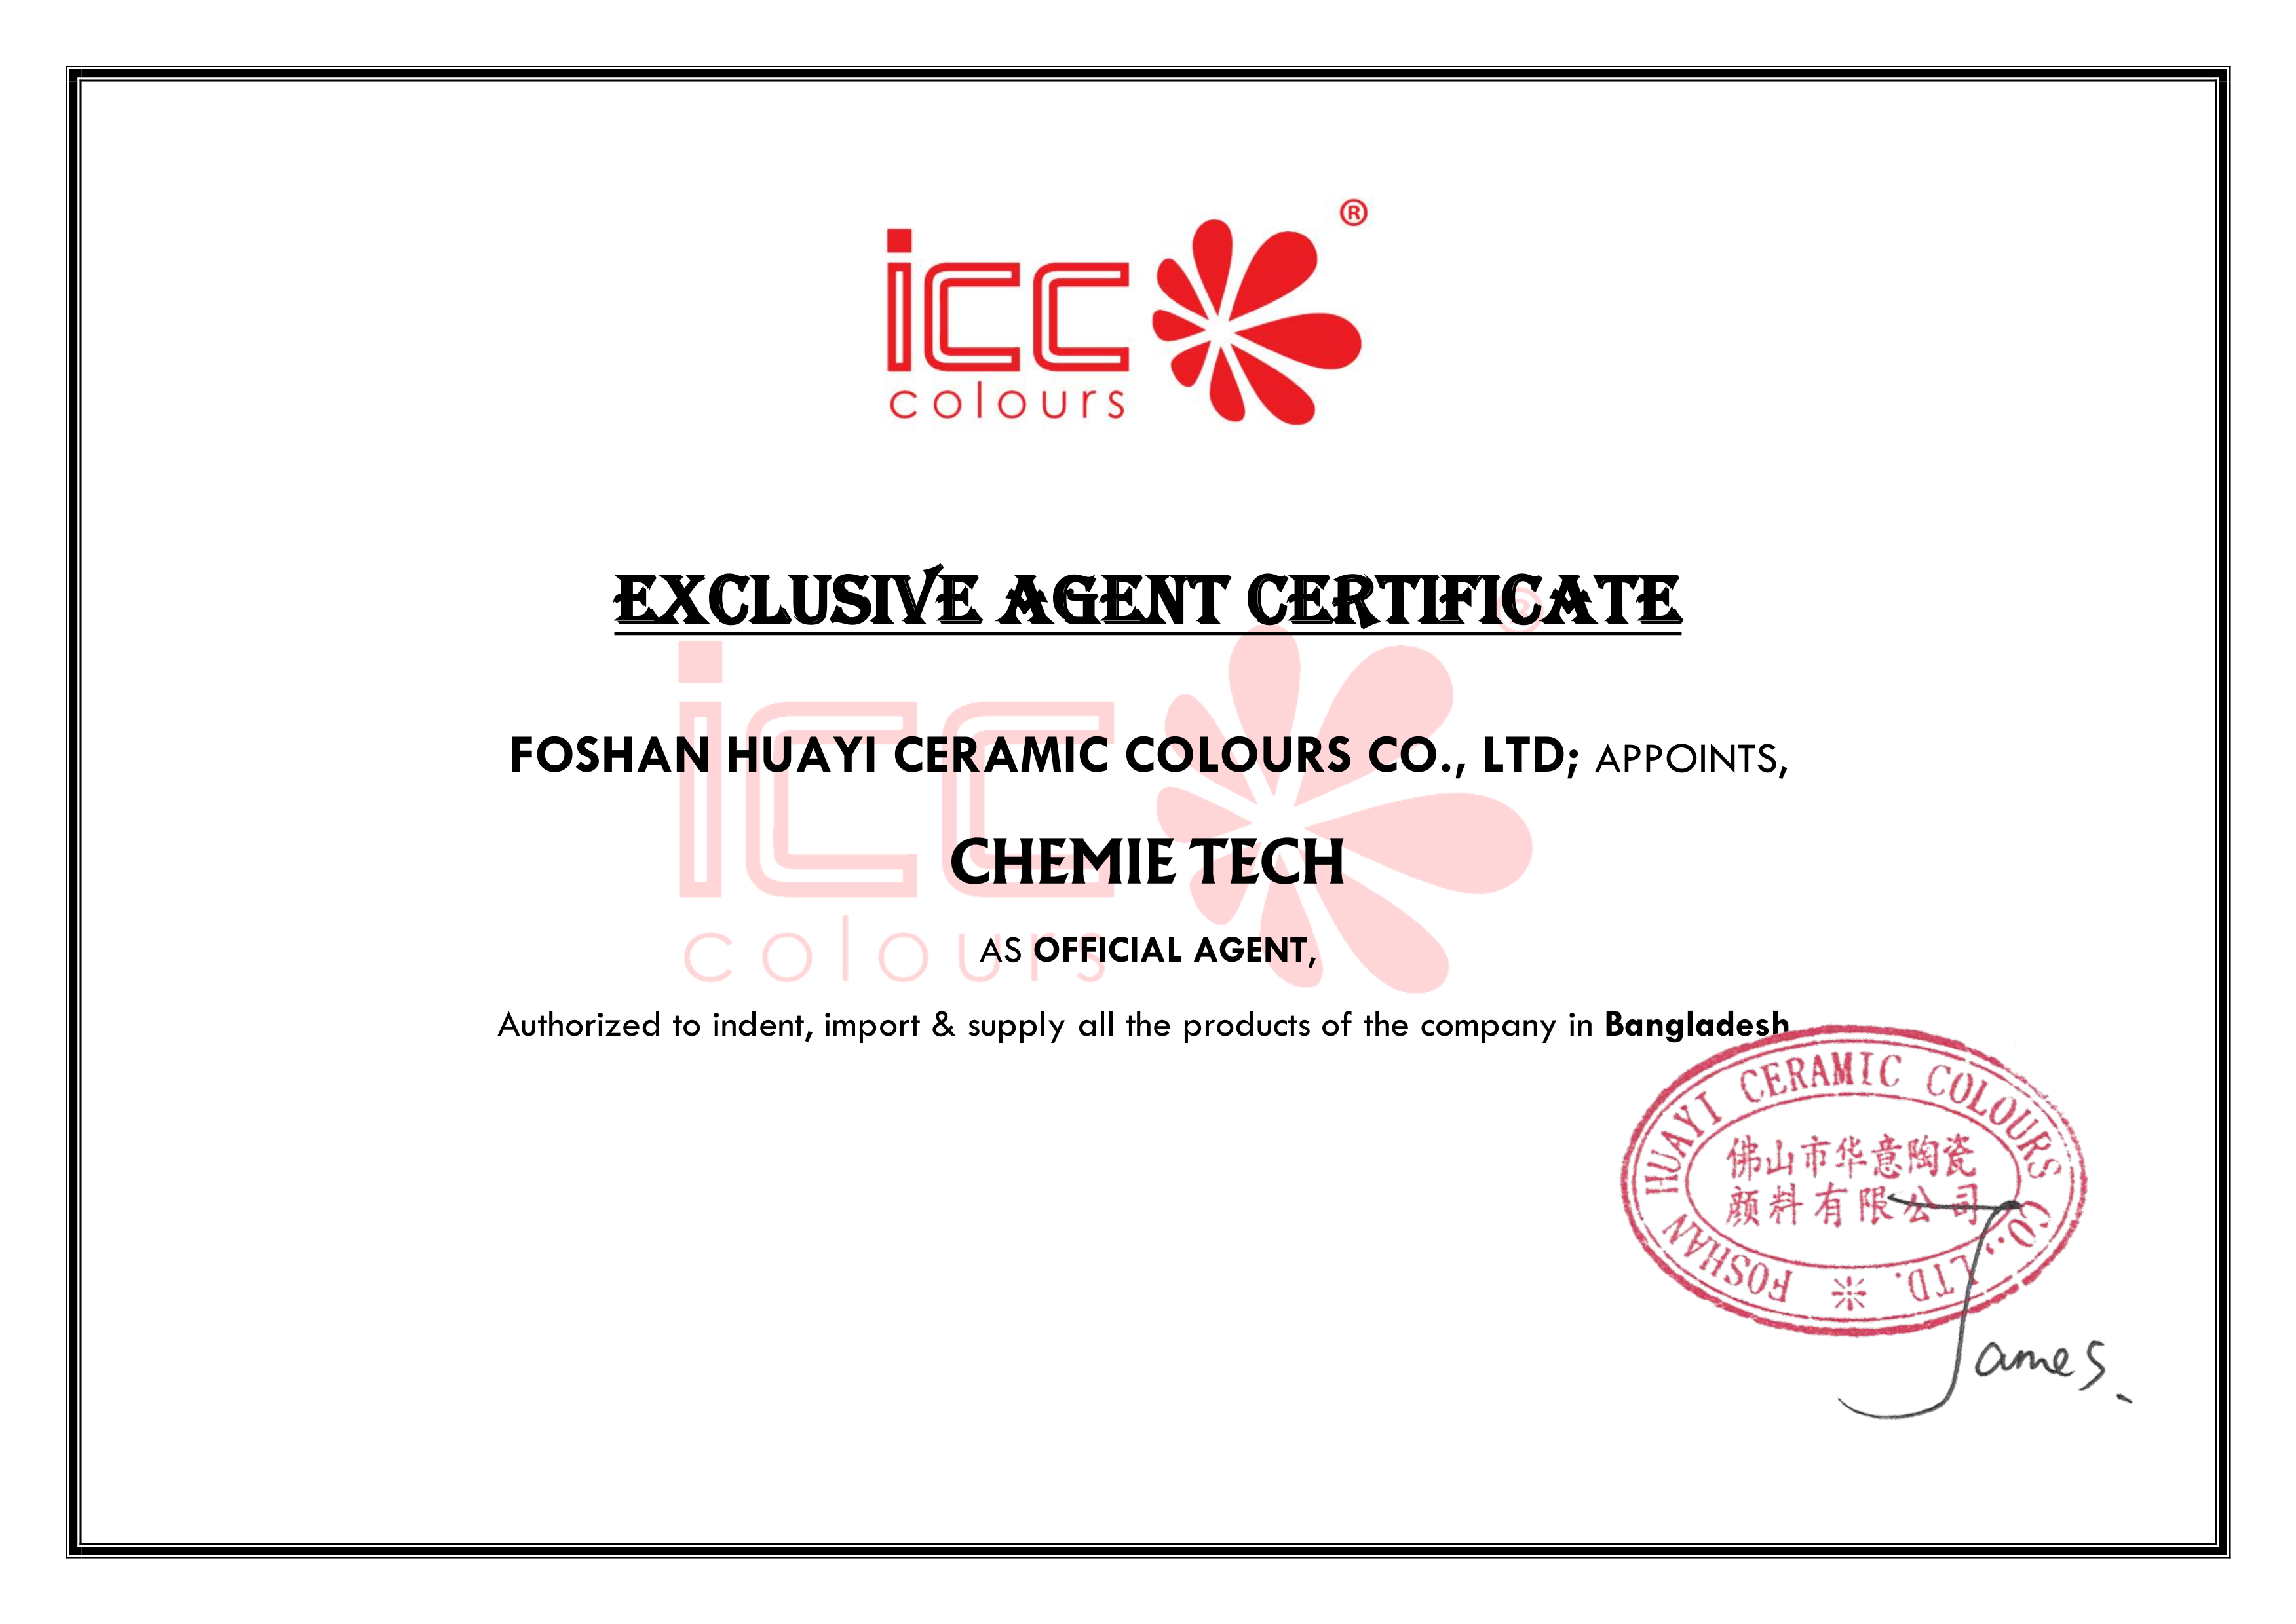 icc ®
colours
EXCLUSIVE AGENT CERTIFICATE
icc ®
colours
FOSHAN HUAYI CERAMIC COLOURS CO., LTD; APPOINTS,
CHEMIE TECH
AS OFFICIAL AGENT,
Authorized to indent, import & supply all the products of the company in Bangladesh
FOSHAN HUAYI CERAMIC COLOURS CO., LTD.
佛山市华意陶瓷
颜料有限公司
James.